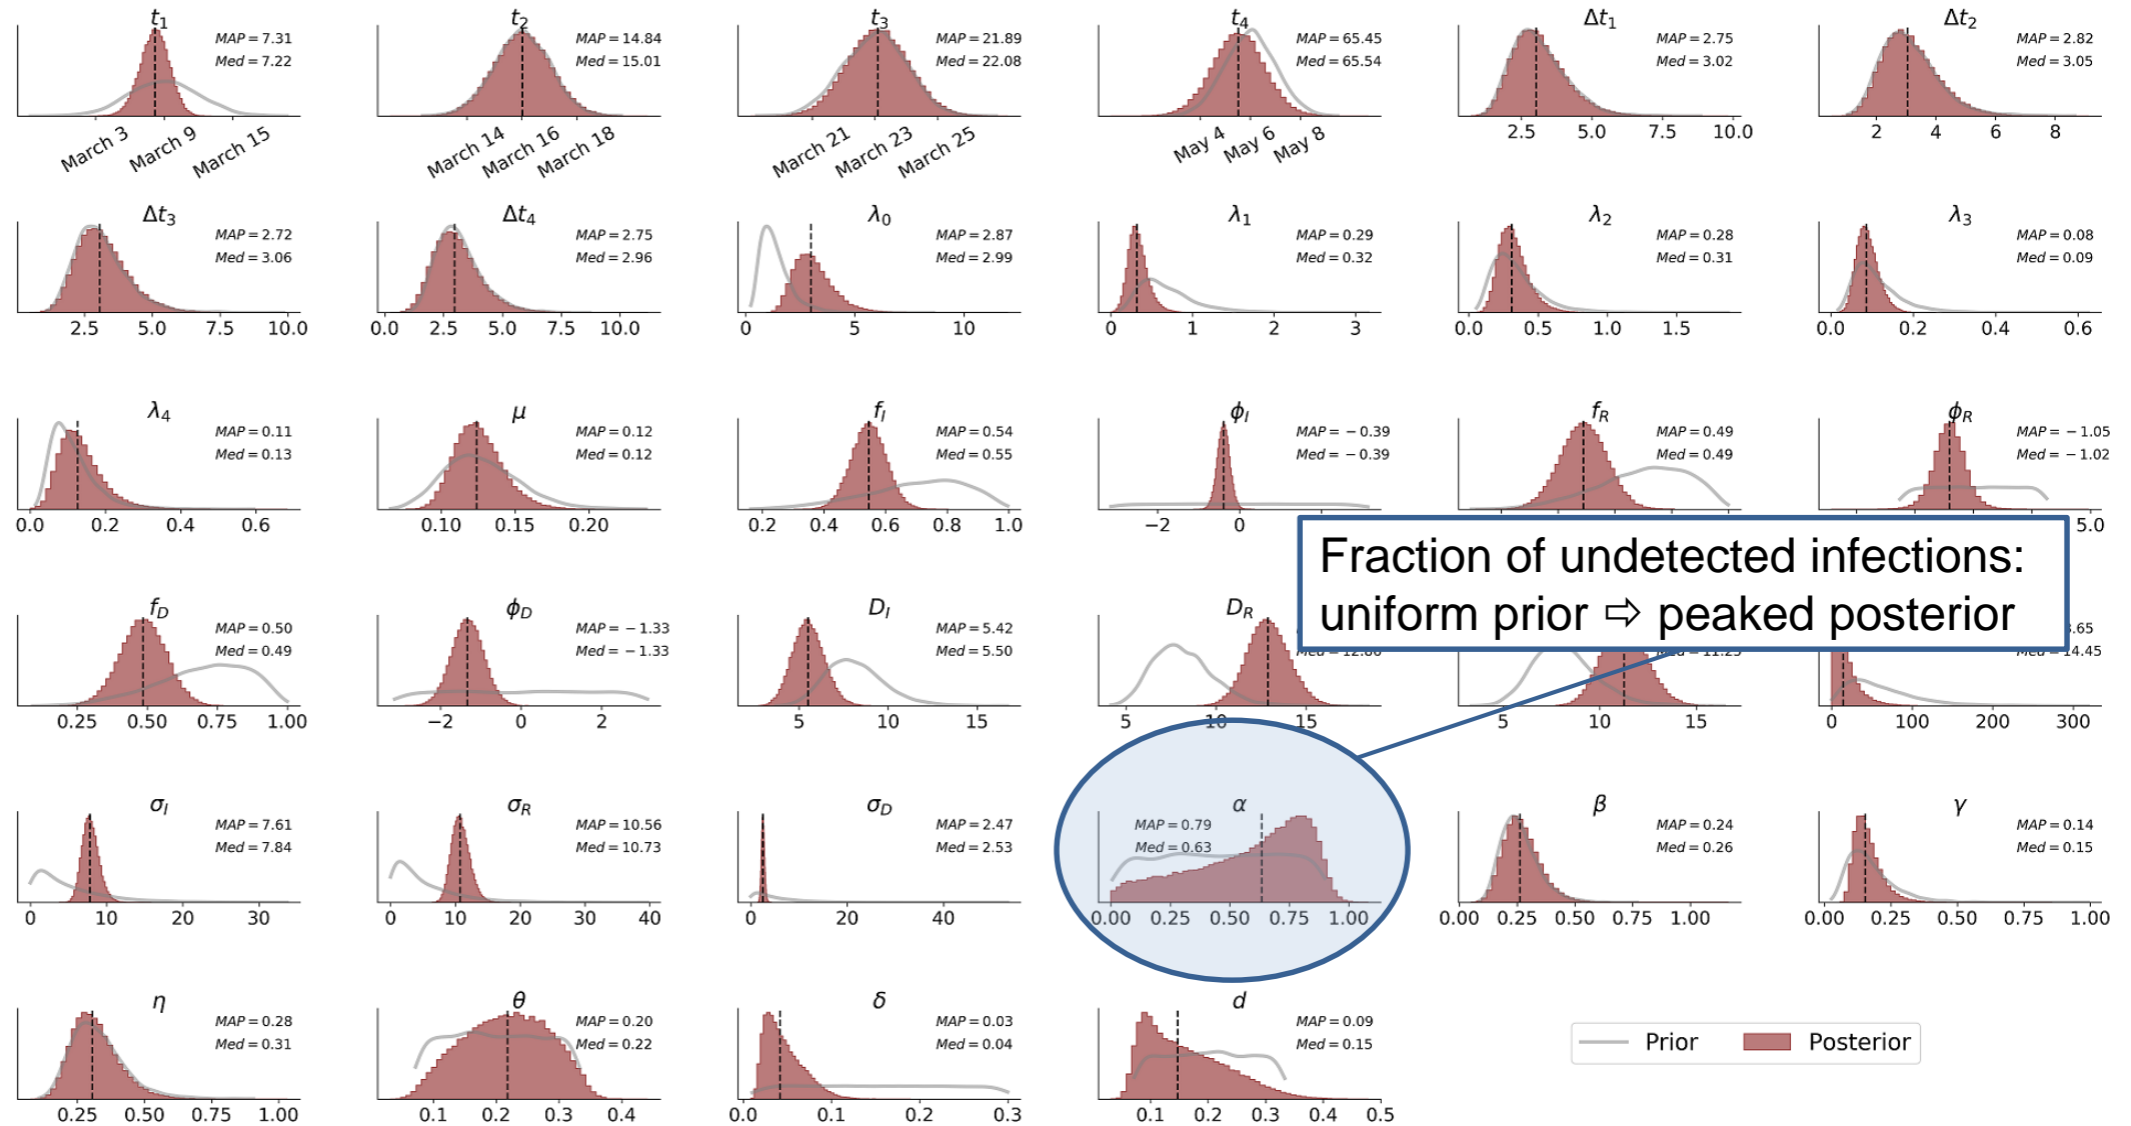 t₁
MAP = 7.31
Med = 7.22
March 3
March 9
March 15
t₂
MAP = 14.84
Med = 15.01
March 14
March 16
March 18
t₃
MAP = 21.89
Med = 22.08
March 21
March 23
March 25
t₄
MAP = 65.45
Med = 65.54
May 4
May 6
May 8
Δt₁
MAP = 2.75
Med = 3.02
2.5 5.0 7.5 10.0
Δt₂
MAP = 2.82
Med = 3.05
2 4 6 8
Δt₃
MAP = 2.72
Med = 3.06
2.5 5.0 7.5 10.0
Δt₄
MAP = 2.75
Med = 2.96
0.0 2.5 5.0 7.5 10.0
λ₀
MAP = 2.87
Med = 2.99
0 5 10
λ₁
MAP = 0.29
Med = 0.32
0 1 2 3
λ₂
MAP = 0.28
Med = 0.31
0.0 0.5 1.0 1.5
λ₃
MAP = 0.08
Med = 0.09
0.0 0.2 0.4 0.6
λ₄
MAP = 0.11
Med = 0.13
0.0 0.2 0.4 0.6
μ
MAP = 0.12
Med = 0.12
0.10 0.15 0.20
f_I
MAP = 0.54
Med = 0.55
0.2 0.4 0.6 0.8 1.0
ϕ_I
MAP = −0.39
Med = −0.39
−2 0
f_R
MAP = 0.49
Med = 0.49
ϕ_R
MAP = −1.05
Med = −1.02
5.0
Fraction of undetected infections:
uniform prior ⇨ peaked posterior
f_D
MAP = 0.50
Med = 0.49
0.25 0.50 0.75 1.00
ϕ_D
MAP = −1.33
Med = −1.33
−2 0 2
D_I
MAP = 5.42
Med = 5.50
5 10 15
D_R
5 10 15
5 10 15
14.45
0 100 200 300
σ_I
MAP = 7.61
Med = 7.84
0 10 20 30
σ_R
MAP = 10.56
Med = 10.73
0 10 20 30 40
σ_D
MAP = 2.47
Med = 2.53
0 20 40
α
MAP = 0.79
Med = 0.63
0.00 0.25 0.50 0.75 1.00
β
MAP = 0.24
Med = 0.26
0.00 0.25 0.50 0.75 1.00
γ
MAP = 0.14
Med = 0.15
0.00 0.25 0.50 0.75 1.00
η
MAP = 0.28
Med = 0.31
0.25 0.50 0.75 1.00
θ
MAP = 0.20
Med = 0.22
0.1 0.2 0.3 0.4
δ
MAP = 0.03
Med = 0.04
0.0 0.1 0.2 0.3
d
MAP = 0.09
Med = 0.15
0.1 0.2 0.3 0.4 0.5
Prior
Posterior